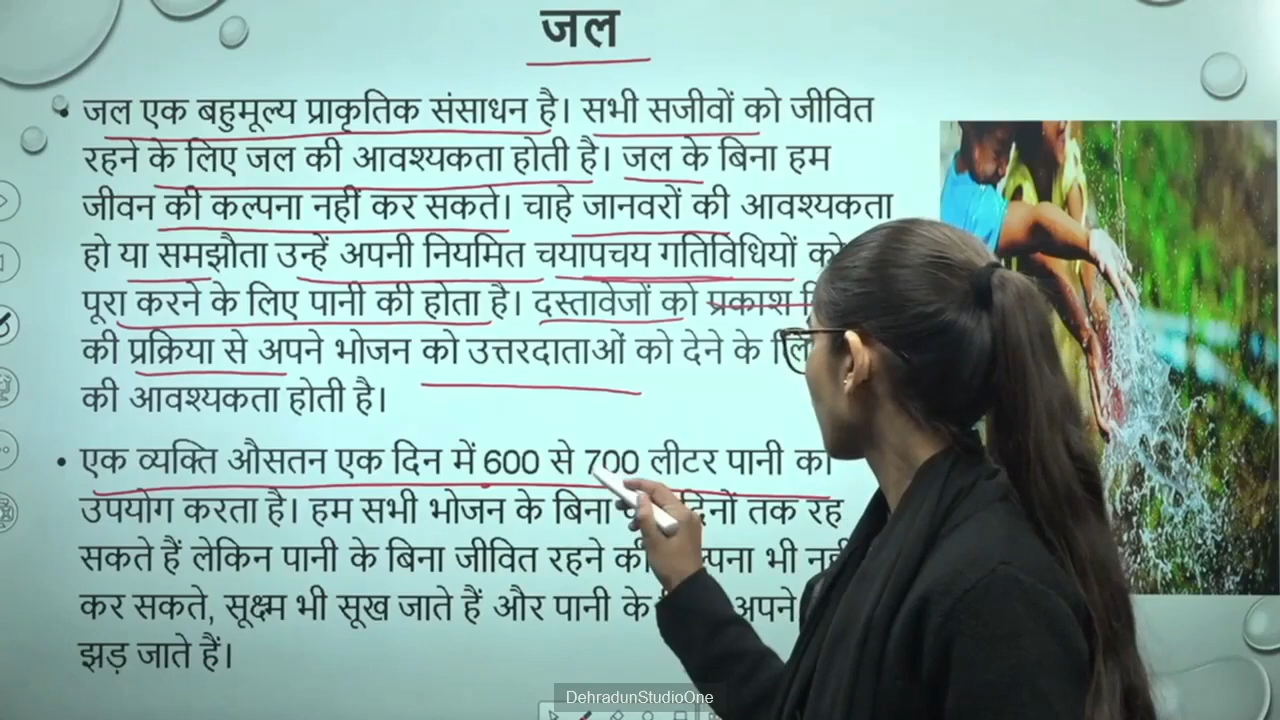 जल
जल एक बहुमूल्य प्राकृतिक संसाधन है। सभी सजीवों को जीवित
रहने के लिए जल की आवश्यकता होती है। जल के बिना हम
जीवन की कल्पना नहीं कर सकते। चाहे जानवरों की आवश्यकता
हो या समझौता उन्हें अपनी नियमित चयापचय गतिविधियों को
पूरा करने के लिए पानी की होता है। दस्तावेजों को प्रकाश
की प्रक्रिया से अपने भोजन को उत्तरदाताओं को देने के
की आवश्यकता होती है।
एक व्यक्ति औसतन एक दिन में 600 से 700 लीटर पानी का
उपयोग करता है। हम सभी भोजन के बिना दिनों तक रह
सकते हैं लेकिन पानी के बिना जीवित रहने की भी
कर सकते, सूक्ष्म भी सूख जाते हैं और पानी के अपने
झड़ जाते हैं।
DehradunStudioOne